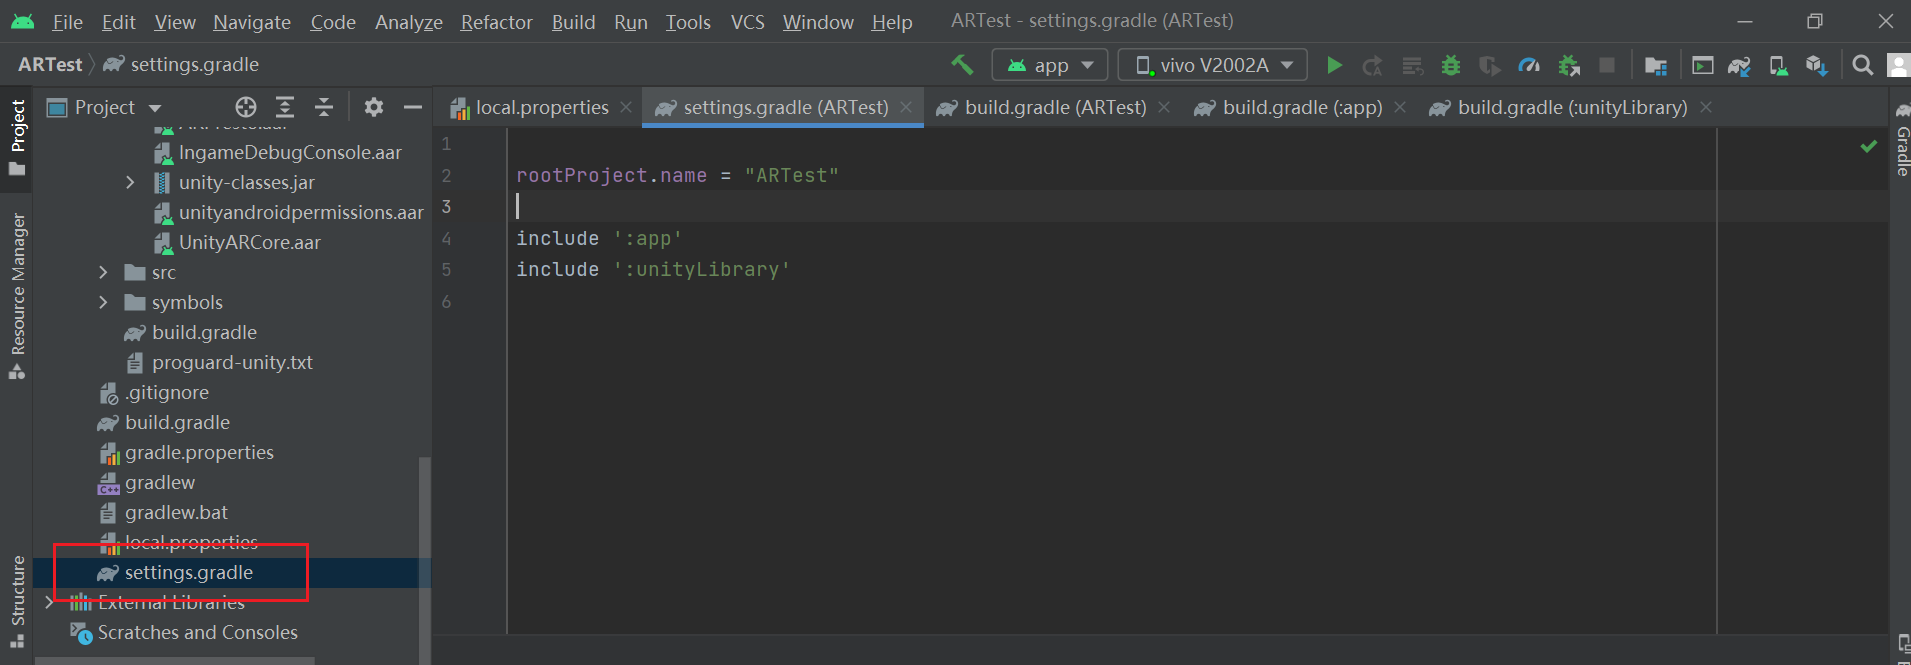 File Edit View Navigate Code Analyze Refactor Build Run Tools VCS Window Help ARTest - settings.gradle (ARTest)
ARTest settings.gradle app vivo V2002A
Project
local.properties settings.gradle (ARTest) build.gradle (ARTest) build.gradle (:app) build.gradle (:unityLibrary)
Project
Resource Manager
Structure
IngameDebugConsole.aar
unity-classes.jar
unityandroidpermissions.aar
UnityARCore.aar
src
symbols
build.gradle
proguard-unity.txt
.gitignore
build.gradle
gradle.properties
gradlew
gradlew.bat
local.properties
settings.gradle
External Libraries
Scratches and Consoles
1
2 rootProject.name = "ARTest"
3
4 include ':app'
5 include ':unityLibrary'
6
Gradle